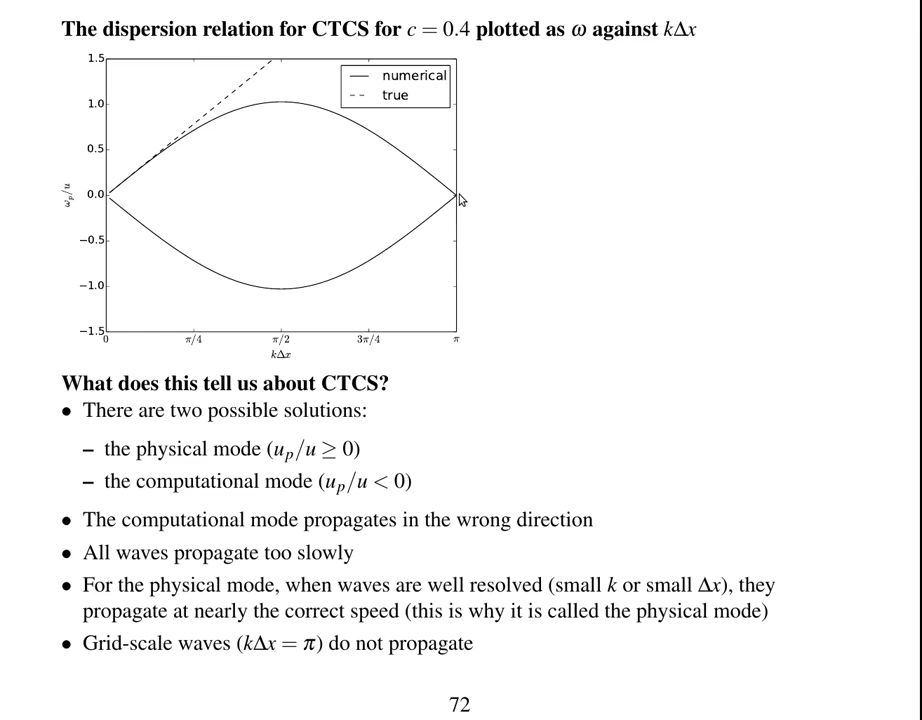 The dispersion relation for CTCS for c = 0.4 plotted as ω against kΔx
1.5
1.0
0.5
0.0
−0.5
−1.0
−1.5
ω_p/u
numerical
true
0 π/4 π/2 3π/4 π
kΔx
What does this tell us about CTCS?
• There are two possible solutions:
– the physical mode (u_p/u ≥ 0)
– the computational mode (u_p/u < 0)
• The computational mode propagates in the wrong direction
• All waves propagate too slowly
• For the physical mode, when waves are well resolved (small k or small Δx), they
propagate at nearly the correct speed (this is why it is called the physical mode)
• Grid-scale waves (kΔx = π) do not propagate
72